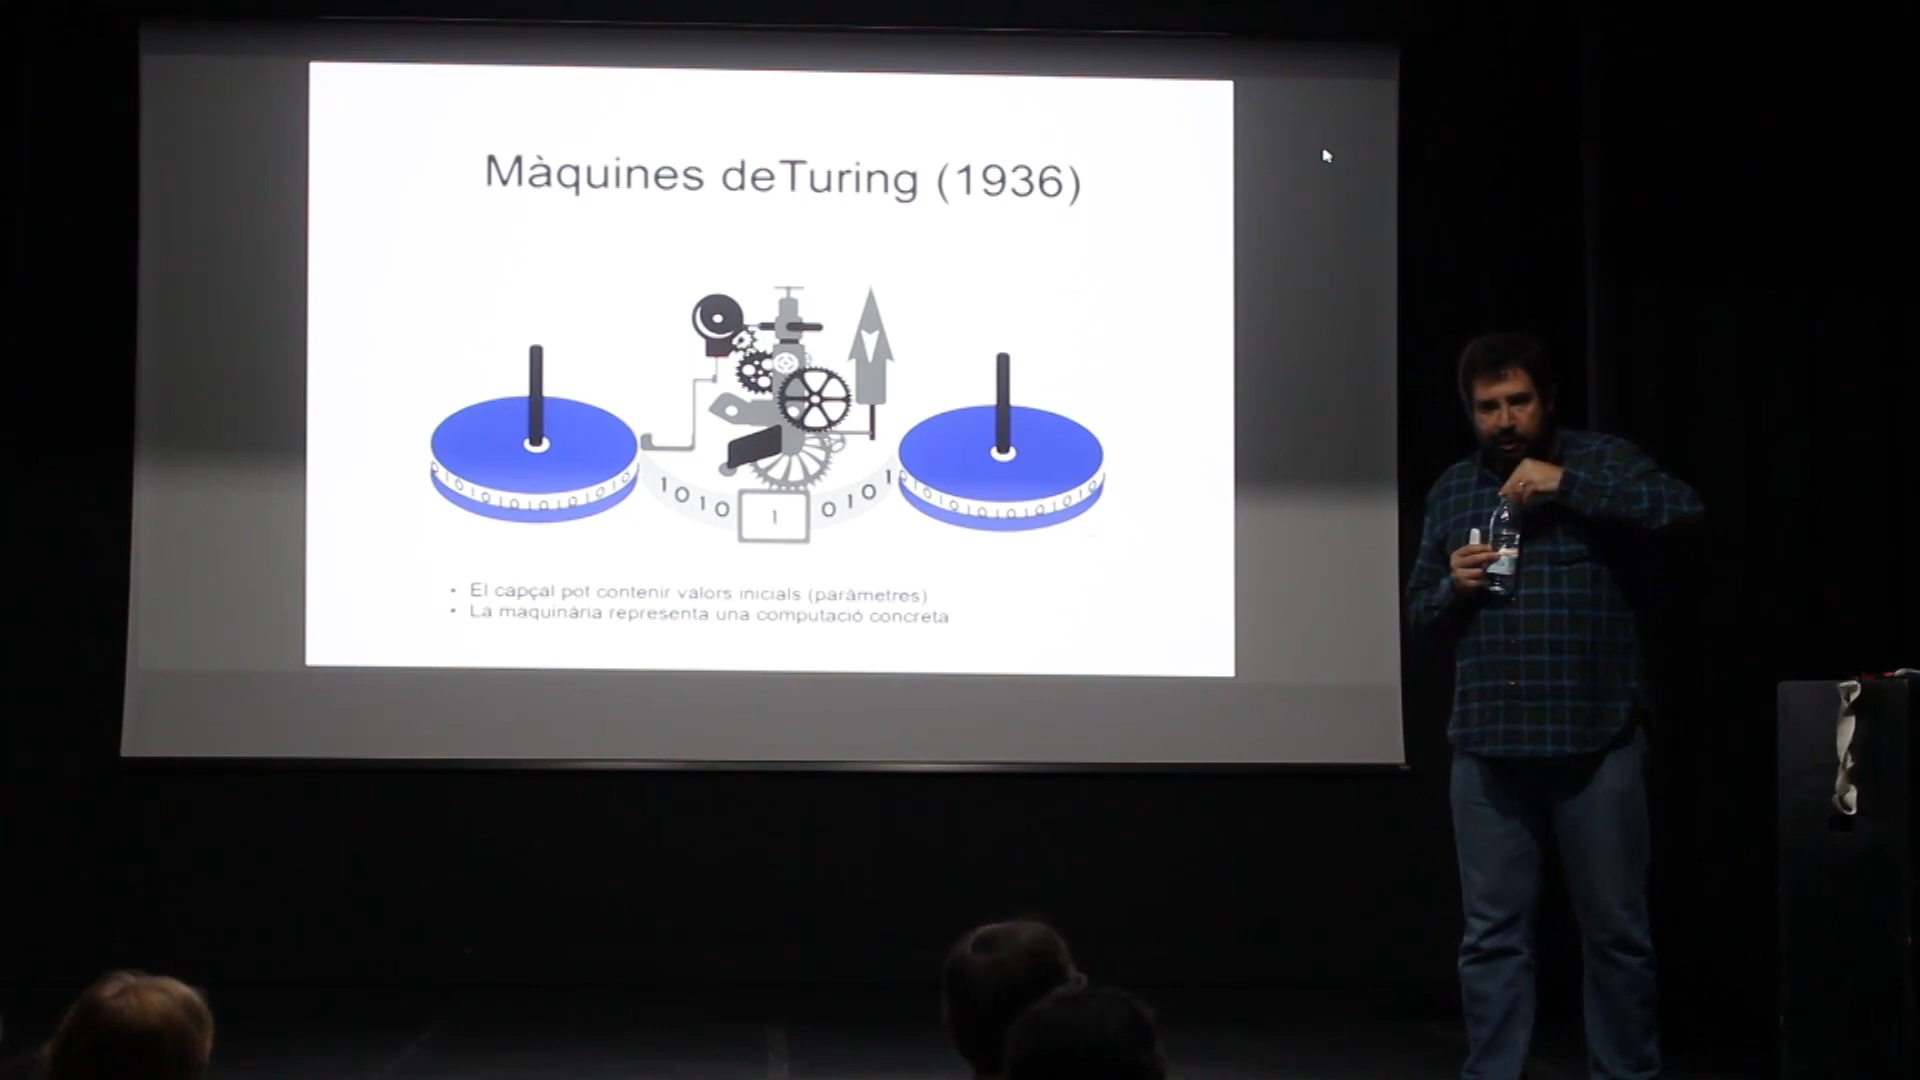 Màquines deTuring (1936)
1010 1 0101
• El capçal pot contenir valors inicials (paràmetres)
• La maquinària representa una computació concreta